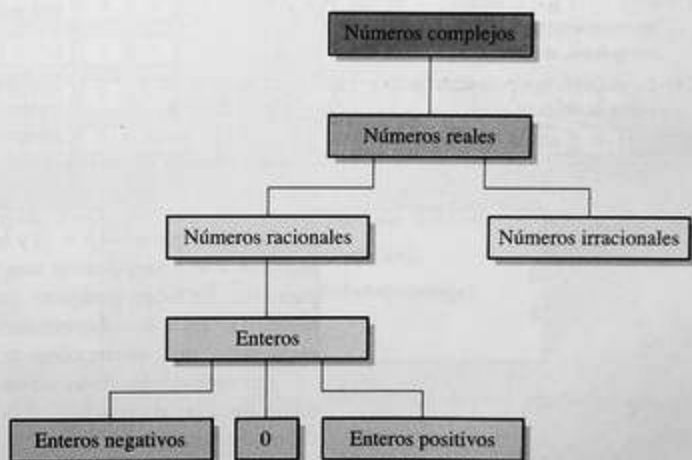 Números complejos
Números reales
Números racionales
Números irracionales
Enteros
Enteros negativos
0
Enteros positivos